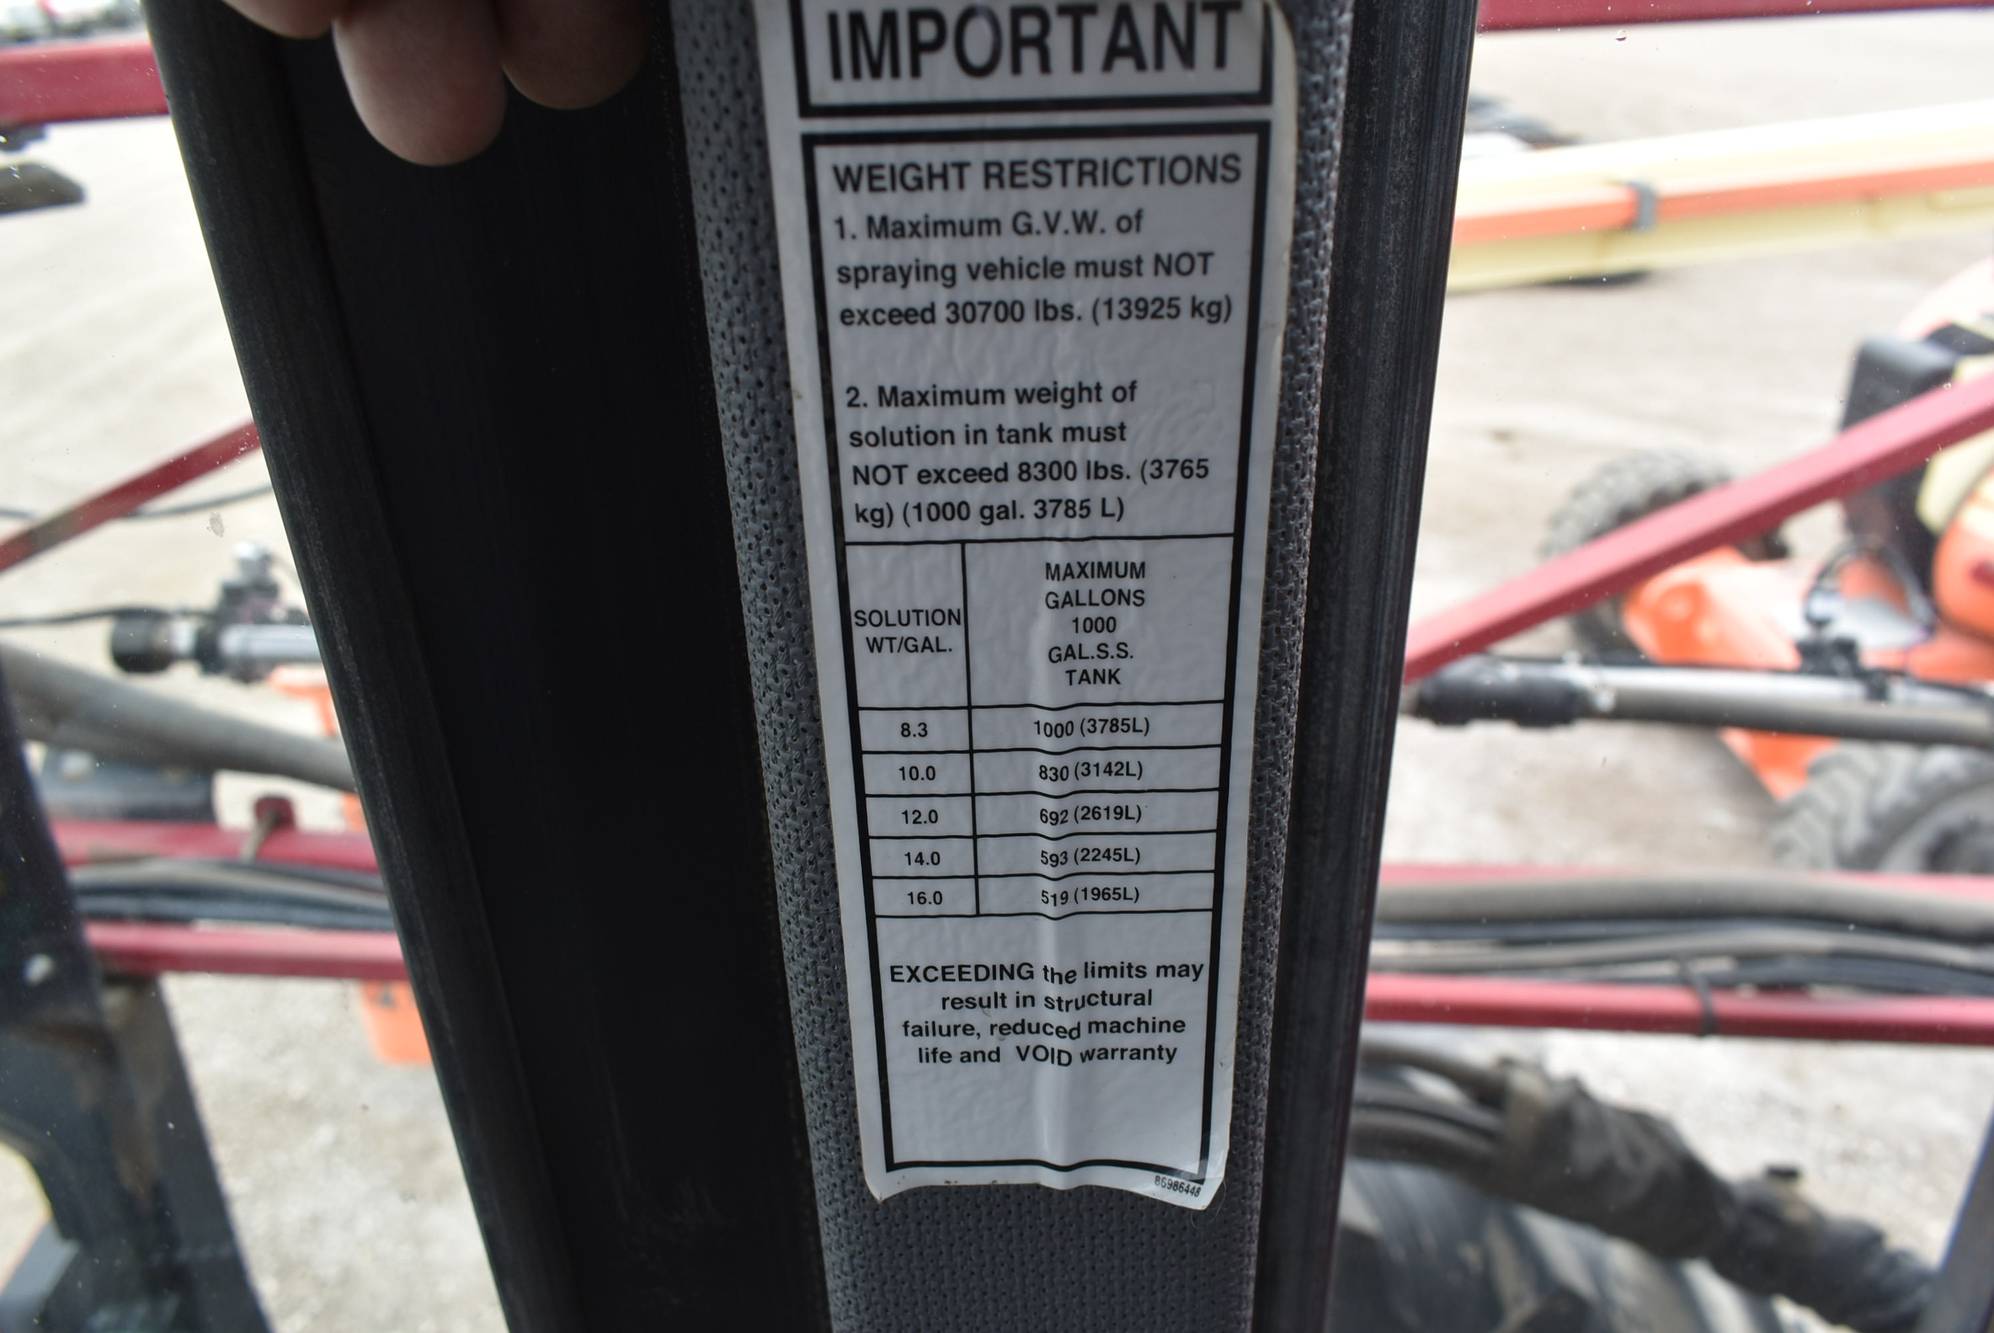 IMPORTANT
WEIGHT RESTRICTIONS
1. Maximum G.V.W. of
spraying vehicle must NOT
exceed 30700 lbs. (13925 kg)
2. Maximum weight of
solution in tank must
NOT exceed 8300 lbs. (3765
kg) (1000 gal. 3785 L)
SOLUTION
WT/GAL.
MAXIMUM
GALLONS
1000
GAL.S.S.
TANK
8.3 1000 (3785L)
10.0 830 (3142L)
12.0 692 (2619L)
14.0 593 (2245L)
16.0 519 (1965L)
EXCEEDING the limits may
result in structural
failure, reduced machine
life and VOID warranty
86986448